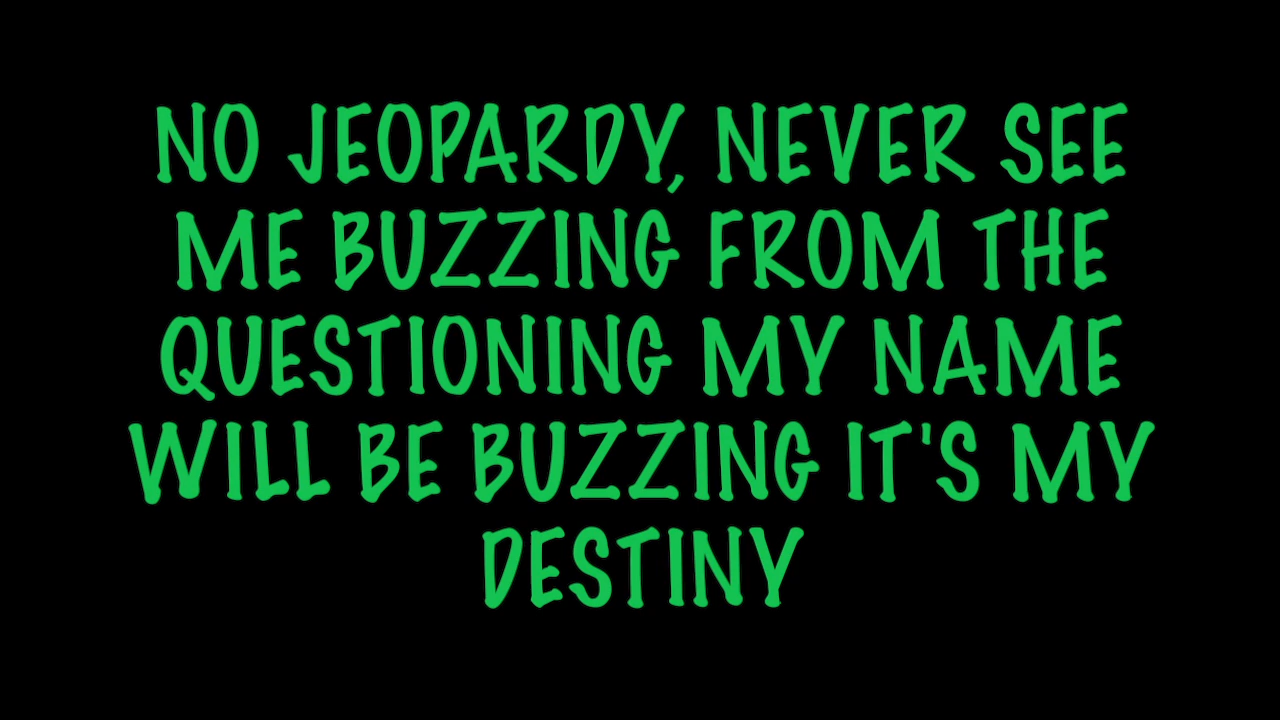 NO JEOPARDY, NEVER SEE
ME BUZZING FROM THE
QUESTIONING MY NAME
WILL BE BUZZING IT'S MY
DESTINY